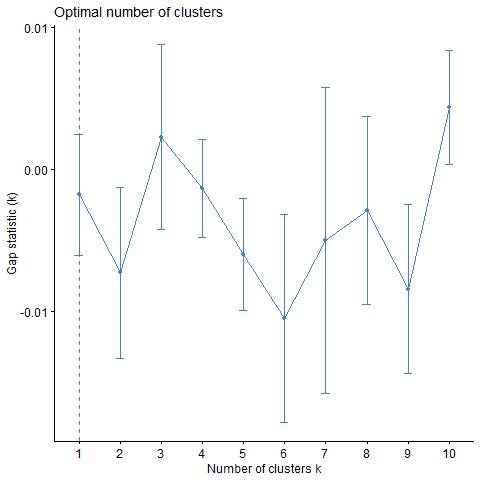 Optimal number of clusters
0.01
0.00
-0.01
Gap statistic (k)
1 2 3 4 5 6 7 8 9 10
Number of clusters k